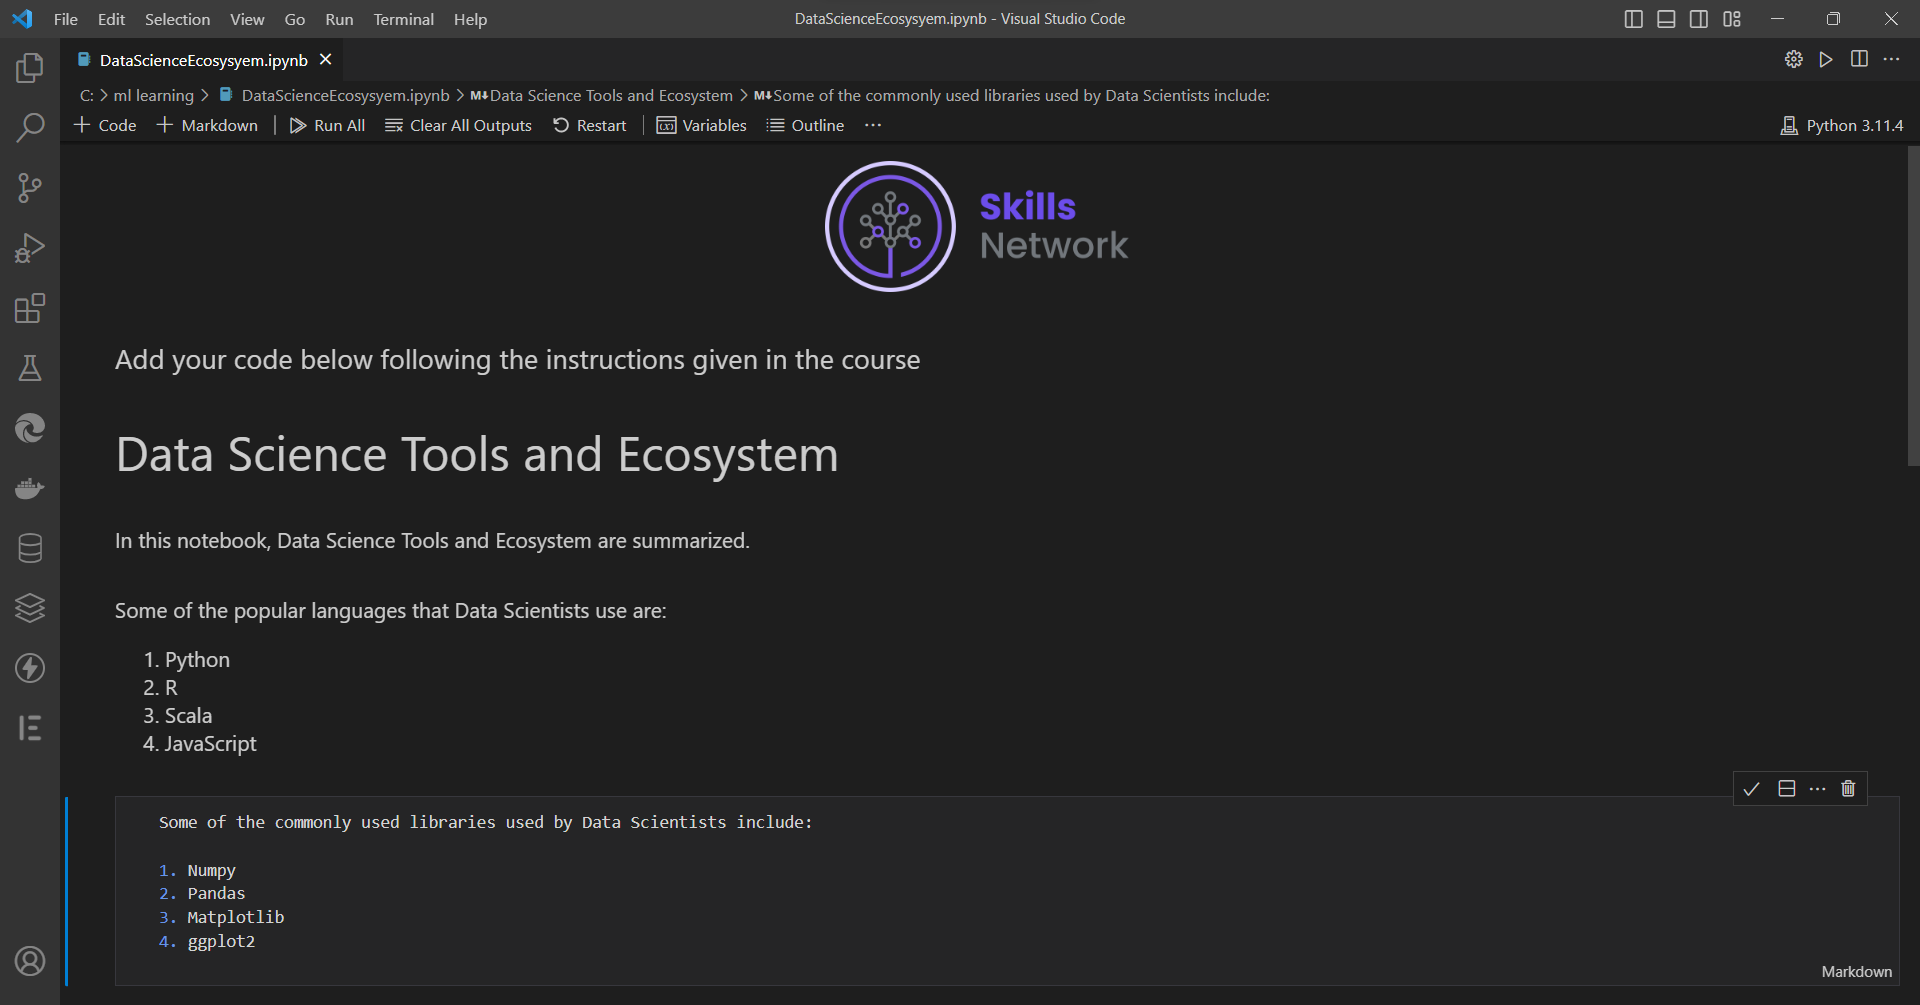 File Edit Selection View Go Run Terminal Help
DataScienceEcosysyem.ipynb - Visual Studio Code
DataScienceEcosysyem.ipynb
C: > ml learning > DataScienceEcosysyem.ipynb > M↓Data Science Tools and Ecosystem > M↓Some of the commonly used libraries used by Data Scientists include:
+ Code + Markdown | Run All Clear All Outputs Restart | Variables Outline ...
Python 3.11.4
Skills
Network
Add your code below following the instructions given in the course
Data Science Tools and Ecosystem
In this notebook, Data Science Tools and Ecosystem are summarized.
Some of the popular languages that Data Scientists use are:
1. Python
2. R
3. Scala
4. JavaScript
Some of the commonly used libraries used by Data Scientists include:
1. Numpy
2. Pandas
3. Matplotlib
4. ggplot2
Markdown